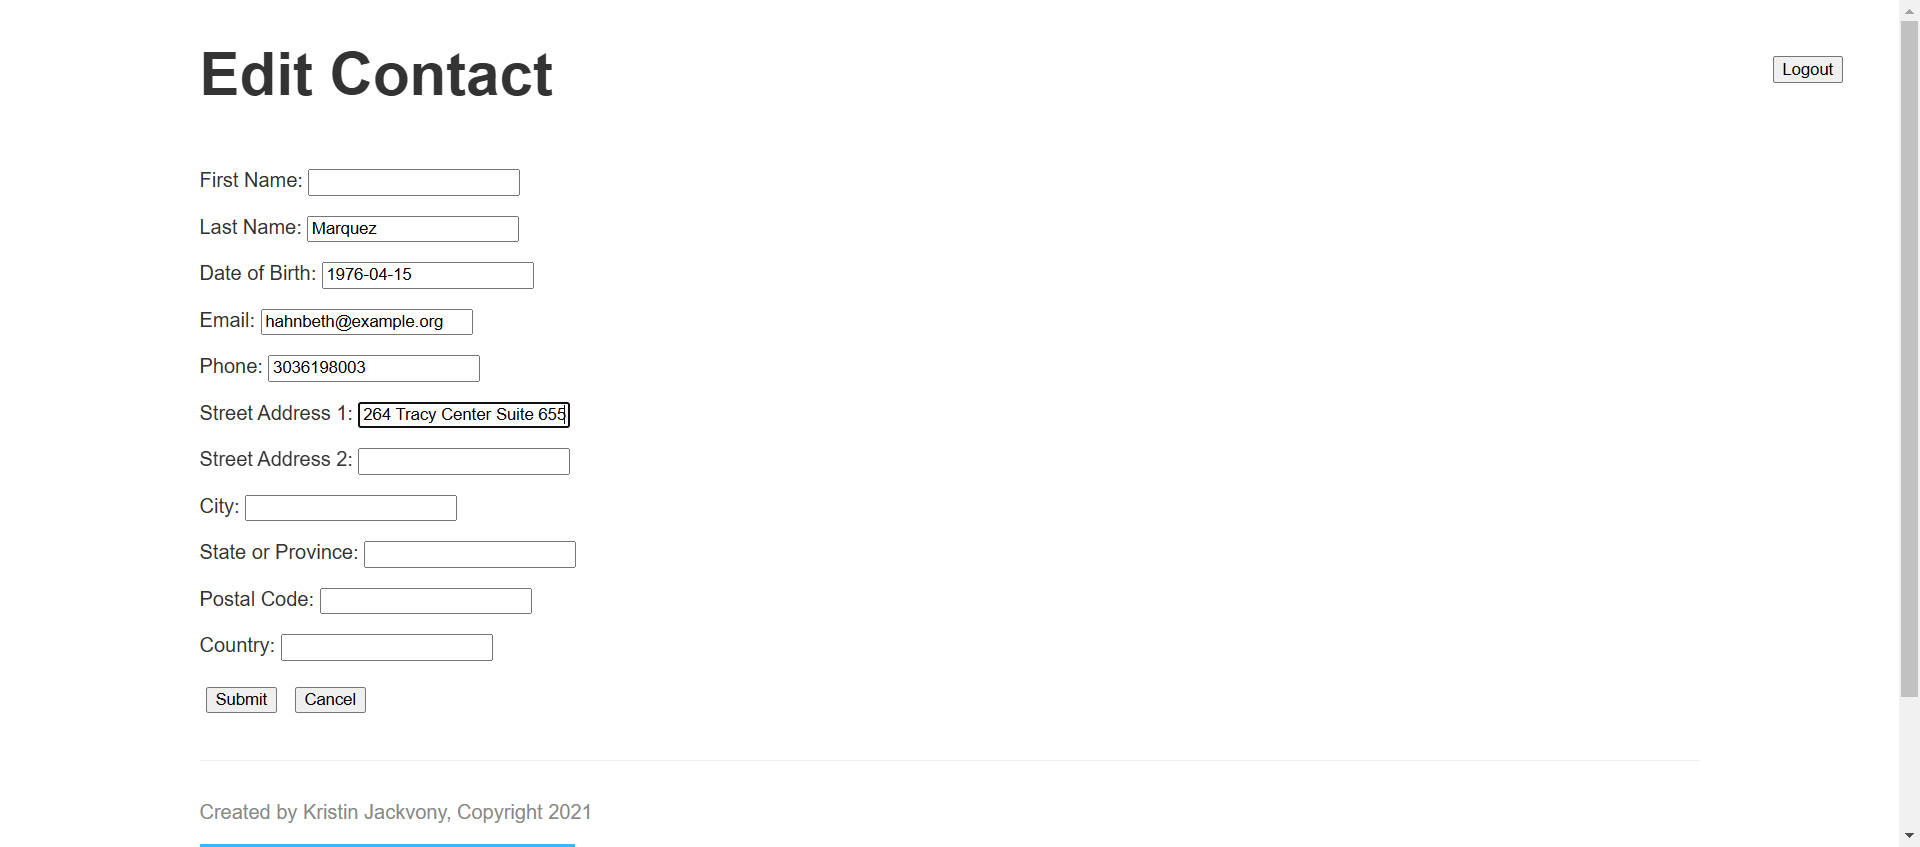 Edit Contact
Logout
First Name:
Last Name: Marquez
Date of Birth: 1976-04-15
Email: hahnbeth@example.org
Phone: 3036198003
Street Address 1: 264 Tracy Center Suite 655
Street Address 2:
City:
State or Province:
Postal Code:
Country:
Submit Cancel
Created by Kristin Jackvony, Copyright 2021